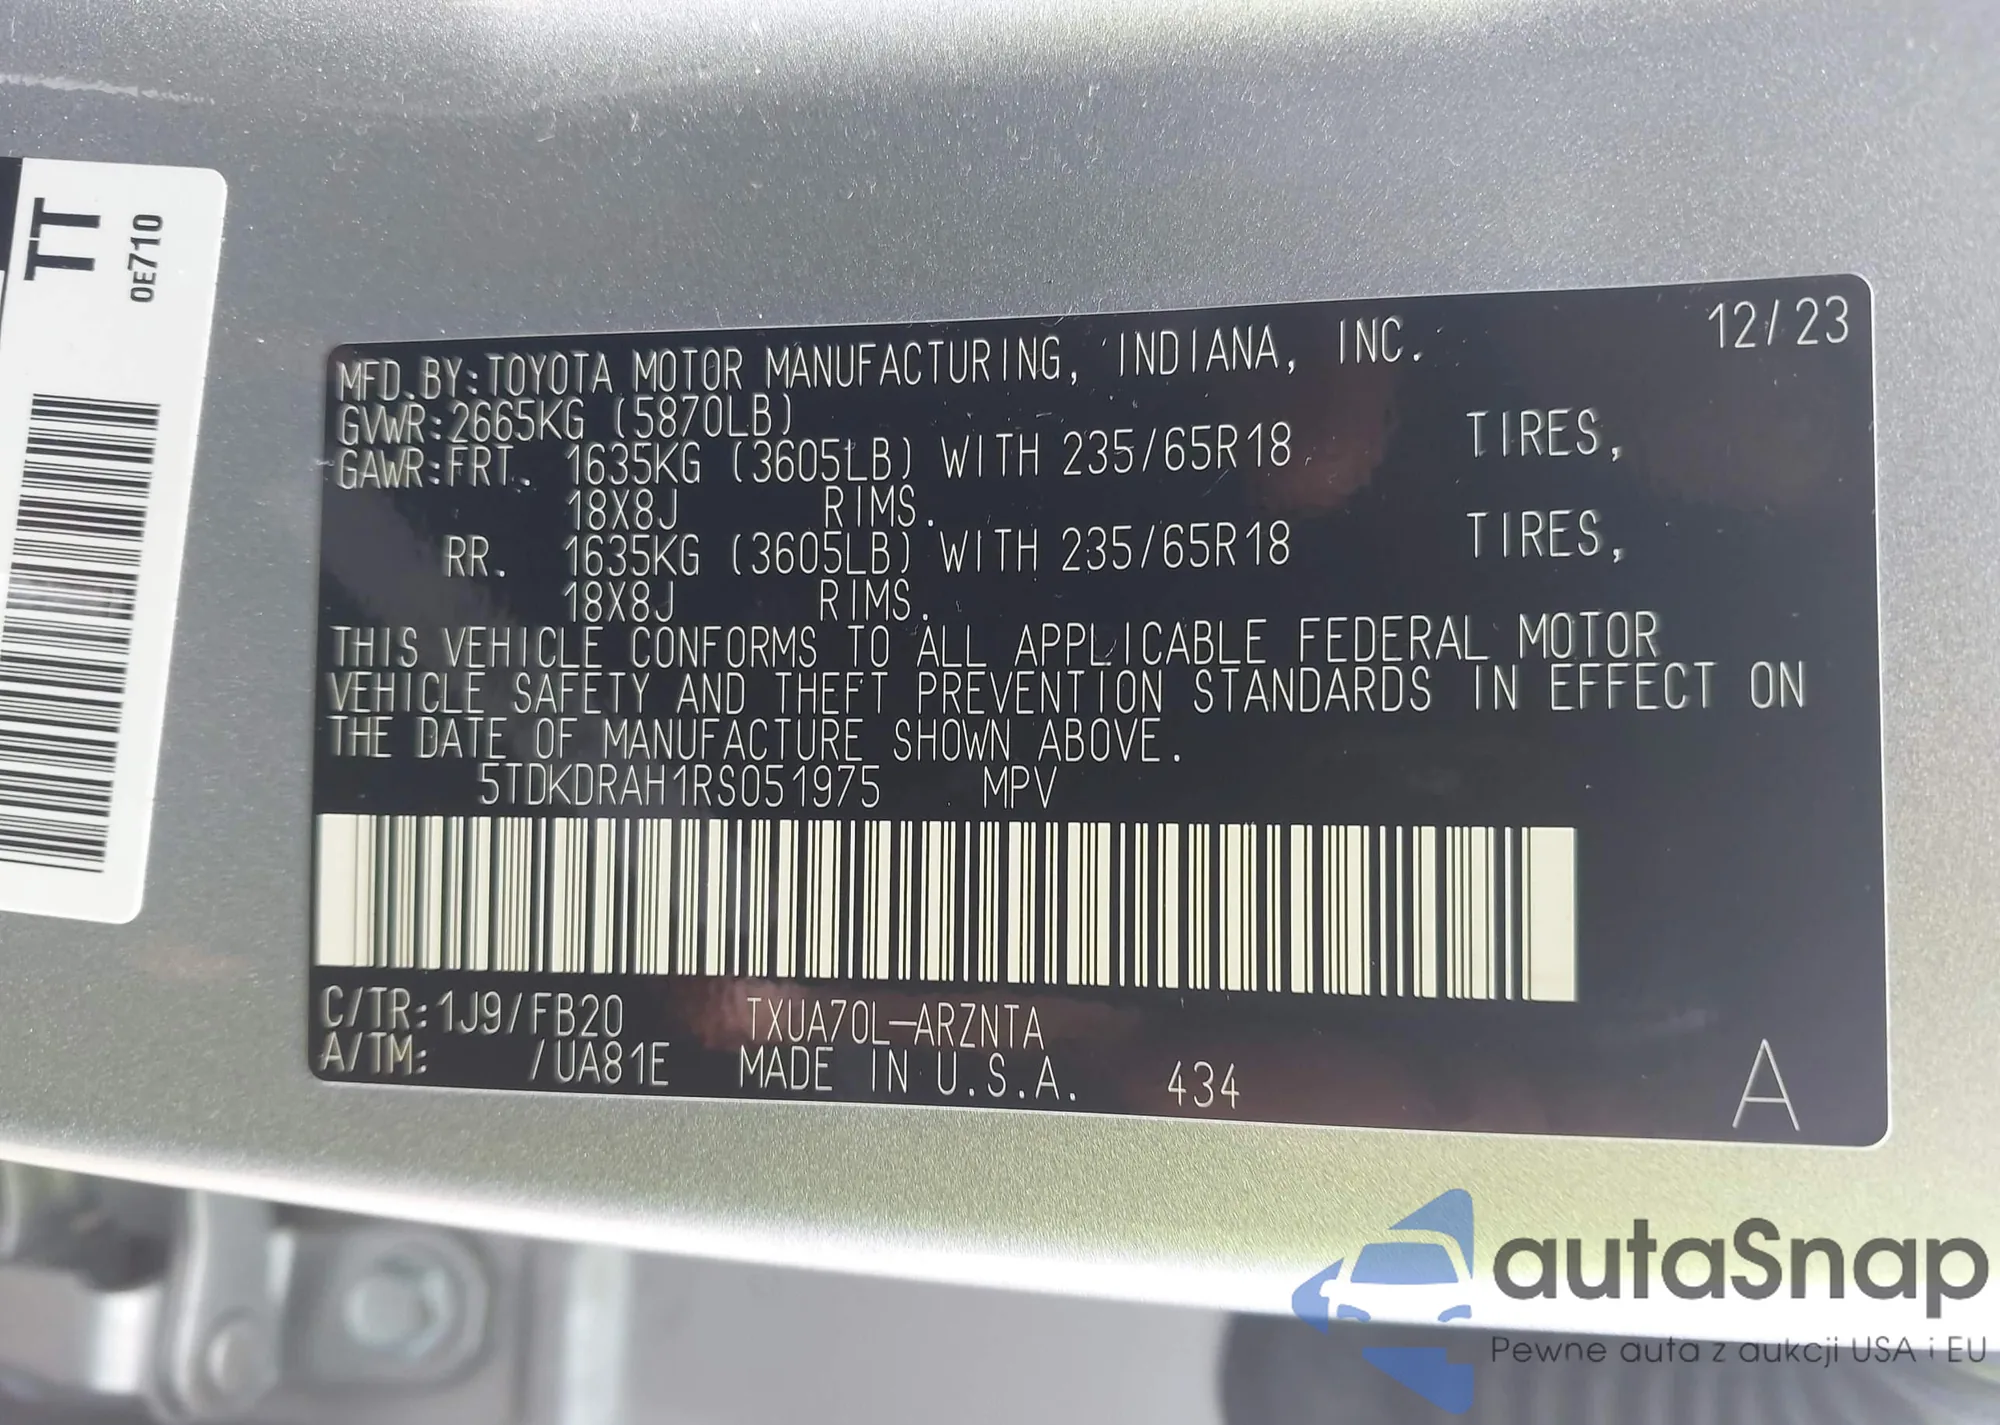 TT
0E710
12/23
MFD.BY:TOYOTA MOTOR MANUFACTURING, INDIANA, INC.
GVWR:2665KG (5870LB)
GAWR:FRT. 1635KG (3605LB) WITH 235/65R18 TIRES,
18X8J RIMS.
RR. 1635KG (3605LB) WITH 235/65R18 TIRES,
18X8J RIMS.
THIS VEHICLE CONFORMS TO ALL APPLICABLE FEDERAL MOTOR
VEHICLE SAFETY AND THEFT PREVENTION STANDARDS IN EFFECT ON
THE DATE OF MANUFACTURE SHOWN ABOVE.
5TDKDRAH1RS051975 MPV
C/TR:1J9/FB20 TXUA70L-ARZNTA
A/TM: /UA81E MADE IN U.S.A. 434 A
autaSnap
Pewne auta z aukcji USA i EU